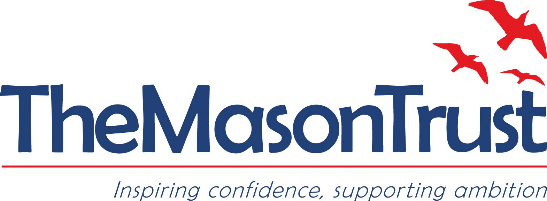 TheMasonTrust
Inspiring confidence, supporting ambition